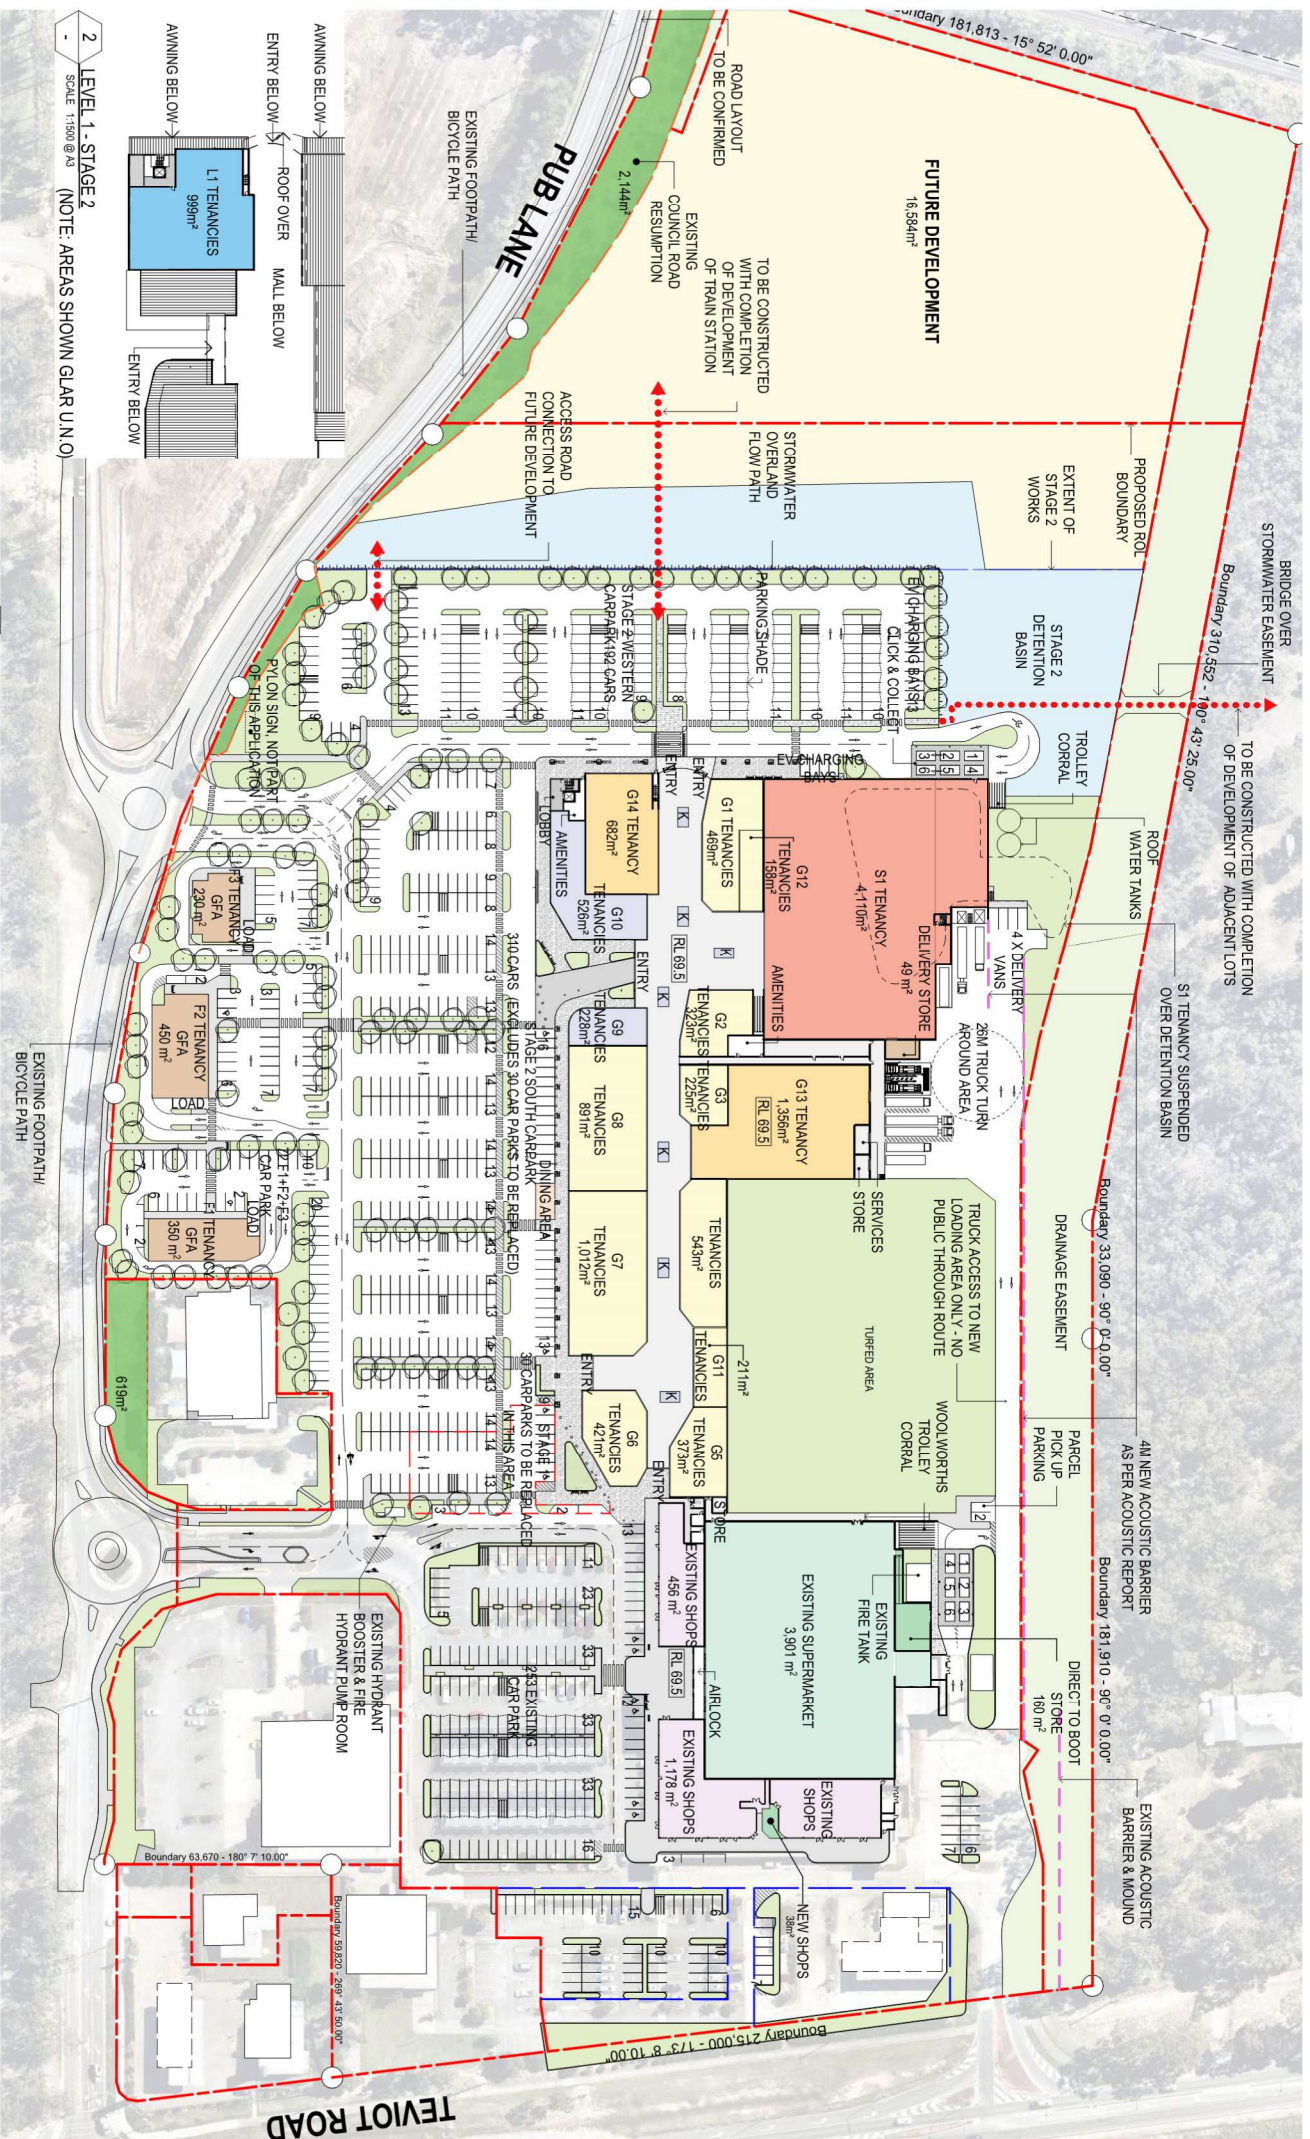 Boundary 181,813 - 15° 52' 0.00"
FUTURE DEVELOPMENT
16,584m²
ROAD LAYOUT
TO BE CONFIRMED
2,144m²
EXISTING
COUNCIL ROAD
RESUMPTION
EXISTING FOOTPATH/
BICYCLE PATH
PUB LANE
TO BE CONSTRUCTED
WITH COMPLETION
OF DEVELOPMENT
OF TRAIN STATION
ACCESS ROAD
CONNECTION TO
FUTURE DEVELOPMENT
STORMWATER
OVERLAND
FLOW PATH
PROPOSED ROL
BOUNDARY
EXTENT OF
STAGE 2
WORKS
BRIDGE OVER
STORMWATER EASEMENT
Boundary 310,552 - 100° 43' 25.00"
TO BE CONSTRUCTED WITH COMPLETION
OF DEVELOPMENT OF ADJACENT LOTS
STAGE 2
DETENTION
BASIN
TROLLEY
CORRAL
ROOF
WATER TANKS
S1 TENANCY SUSPENDED
OVER DETENTION BASIN
EV CHARGING BAYS
CLICK & COLLECT
PARKING SHADE
STAGE 2 WESTERN
CARPARK 192 CARS
PYLON SIGN, NOT PART
OF THIS APPLICATION
EV CHARGING
BAYS
ENTRY
ENTRY
LOBBY
AMENITIES
G14 TENANCY
682m²
G1 TENANCIES
469m²
G12
TENANCIES
158m²
S1 TENANCY
4,110m²
DELIVERY STORE
49 m²
4 X DELIVERY
VANS
26M TRUCK TURN
AROUND AREA
G10
TENANCIES
526m²
RL 69.5
AMENITIES
ENTRY
G9
TENANCIES
228m²
G2
TENANCIES
323m²
G3
TENANCIES
225m²
G13 TENANCY
1,356m²
RL 69.5
SERVICES
STORE
G8
TENANCIES
891m²
G7
TENANCIES
1,012m²
TENANCIES
543m²
G11
TENANCIES
211m²
G5
TENANCIES
373m²
G6
TENANCIES
421m²
ENTRY
ENTRY
STORE
DINING AREA
STAGE 2 SOUTH CARPARK
310 CARS (EXCLUDES 30 CAR PARKS TO BE REPLACED)
STAGE 1
30 CARPARKS TO BE REPLACED
IN THIS AREA
TRUCK ACCESS TO NEW
LOADING AREA ONLY - NO
PUBLIC THROUGH ROUTE
TURFED AREA
WOOLWORTHS
TROLLEY
CORRAL
PARCEL
PICK UP
PARKING
Boundary 33,090 - 90° 0' 0.00"
DRAINAGE EASEMENT
4M NEW ACOUSTIC BARRIER
AS PER ACOUSTIC REPORT
Boundary 181,910 - 90° 0' 0.00"
DIRECT TO BOOT
STORE
160 m²
EXISTING ACOUSTIC
BARRIER & MOUND
EXISTING
FIRE TANK
EXISTING SUPERMARKET
3,901 m²
EXISTING SHOPS
456 m²
RL 69.5
AIRLOCK
EXISTING SHOPS
1,178 m²
EXISTING
SHOPS
NEW SHOPS
38m²
253 EXISTING
CAR PARK
EXISTING HYDRANT
BOOSTER & FIRE
HYDRANT PUMP ROOM
F3 TENANCY
GFA
230 m²
LOAD
F2 TENANCY
GFA
450 m²
LOAD
72 F1+F2+F3
CAR PARK
F1 TENANCY
GFA
350 m²
LOAD
619m²
EXISTING FOOTPATH/
BICYCLE PATH
Boundary 63,670 - 180° 7' 10.00"
Boundary 59,820 - 269° 43' 50.00"
Boundary 215,000 - 173° 8' 10.00"
TEVIOT ROAD
AWNING BELOW
ENTRY BELOW
AWNING BELOW
ROOF OVER
MALL BELOW
L1 TENANCIES
999m²
ENTRY BELOW
2
-
LEVEL 1 - STAGE 2
SCALE 1:1500 @ A3
(NOTE: AREAS SHOWN GLAR U.N.O)